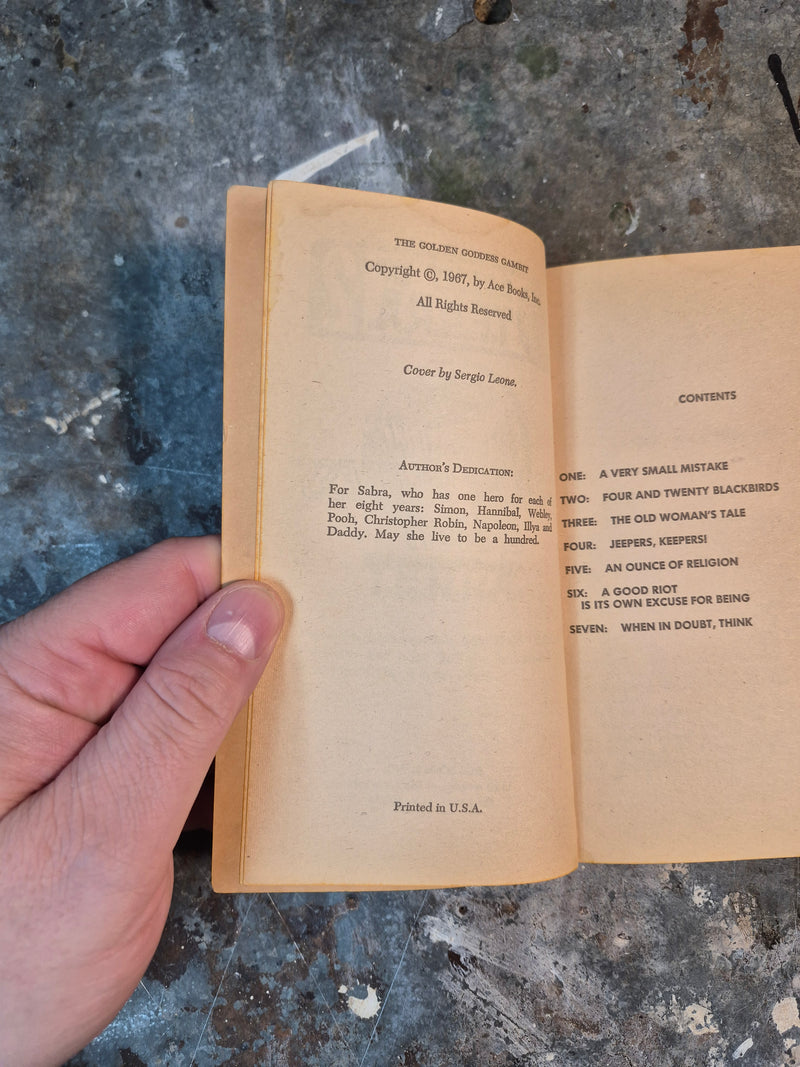 THE GOLDEN GODDESS GAMBIT
Copyright ©, 1967, by Ace Books, Inc.
All Rights Reserved
Cover by Sergio Leone.
AUTHOR'S DEDICATION:
For Sabra, who has one hero for each of
her eight years: Simon, Hannibal, Webley,
Pooh, Christopher Robin, Napoleon, Illya and
Daddy. May she live to be a hundred.
Printed in U.S.A.
CONTENTS
ONE: A VERY SMALL MISTAKE
TWO: FOUR AND TWENTY BLACKBIRDS
THREE: THE OLD WOMAN'S TALE
FOUR: JEEPERS, KEEPERS!
FIVE: AN OUNCE OF RELIGION
SIX: A GOOD RIOT
IS ITS OWN EXCUSE FOR BEING
SEVEN: WHEN IN DOUBT, THINK